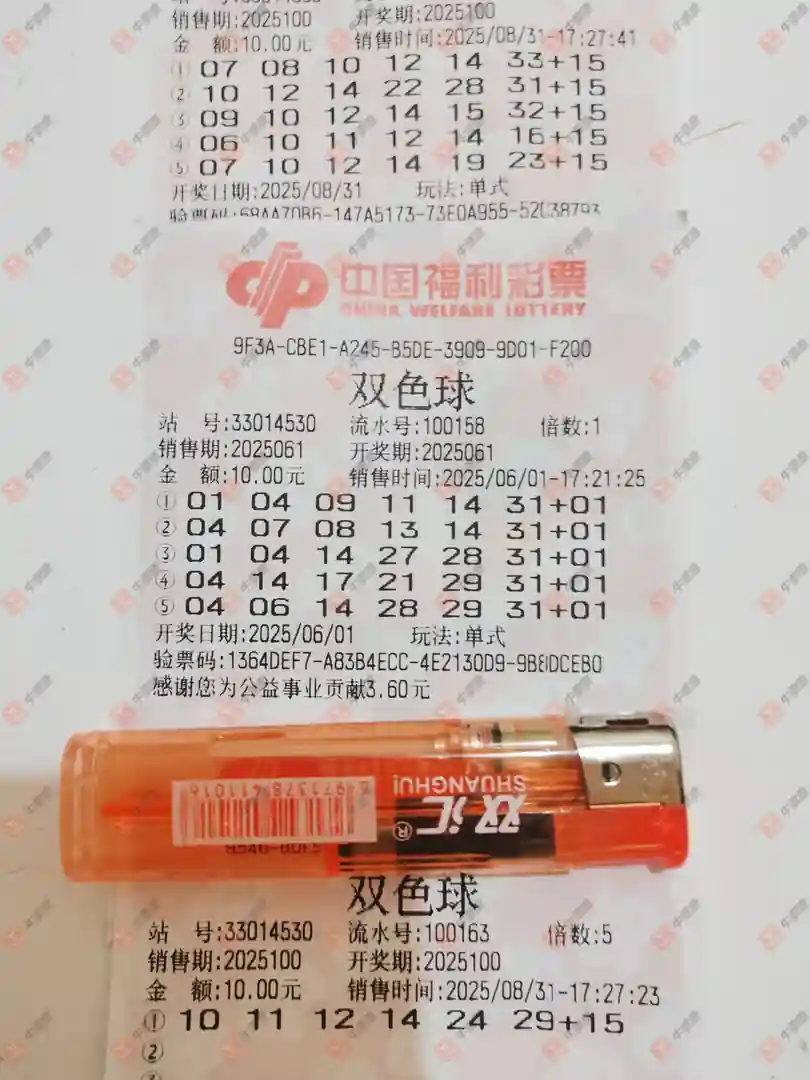 销售期:2025100 开奖期:2025100
金 额:10.00元 销售时间:2025/08/31-17:27:41
① 07 08 10 12 14 33+15
② 10 12 14 22 28 31+15
③ 09 10 12 14 15 32+15
④ 06 10 11 12 14 16+15
⑤ 07 10 12 14 19 23+15
开奖日期:2025/08/31 玩法:单式
中国福利彩票
CHINA WELFARE LOTTERY
9F3A-CBE1-A245-B5DE-3909-9D01-F200
双色球
站 号:33014530 流水号:100158 倍数:1
销售期:2025061 开奖期:2025061
金 额:10.00元 销售时间:2025/06/01-17:21:25
① 01 04 09 11 14 31+01
② 04 07 08 13 14 31+01
③ 01 04 14 27 28 31+01
④ 04 14 17 21 29 31+01
⑤ 04 06 14 28 29 31+01
开奖日期:2025/06/01 玩法:单式
验票码:1364DEF7-A83B4ECC-4E2130D9-
感谢您为公益事业贡献3.60元
SHUANGHUI
双汇®
6971378411016
双色球
站 号:33014530 流水号:100163 倍数:5
销售期:2025100 开奖期:2025100
金 额:10.00元 销售时间:2025/08/31-17:27:23
① 10 11 12 14 24 29+15
②